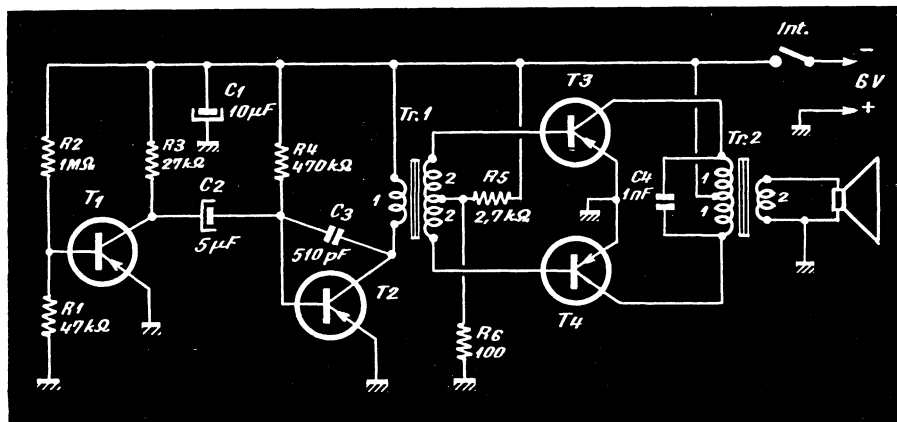 Int.
−
6V
+
C1
10µF
R2
1MΩ
R3
27kΩ
R4
470kΩ
Tr.1
1
2
2
R5
2,7kΩ
T3
C4
1nF
Tr.2
1
1
2
T1
C2
5µF
C3
510pF
T2
T4
R1
47kΩ
R6
100